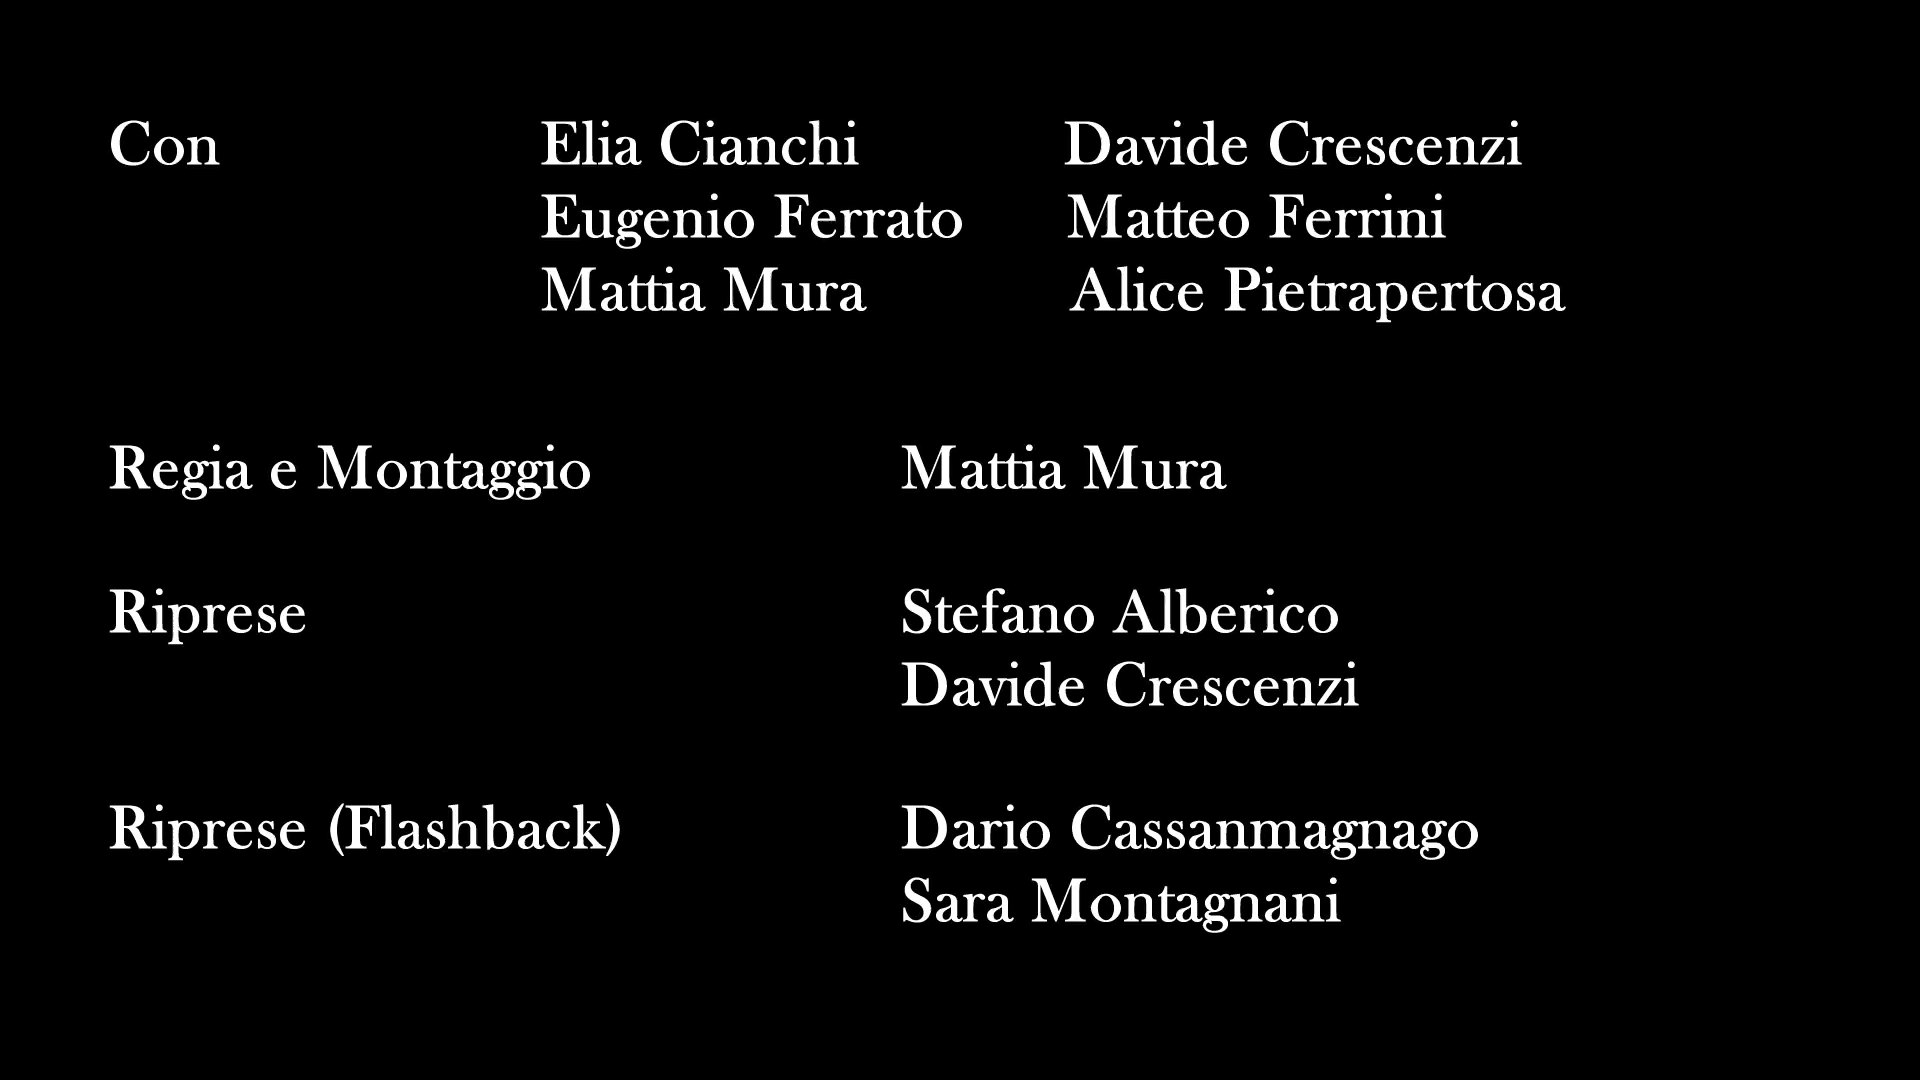 Con Elia Cianchi Davide Crescenzi
Eugenio Ferrato Matteo Ferrini
Mattia Mura Alice Pietrapertosa
Regia e Montaggio Mattia Mura
Riprese Stefano Alberico
Davide Crescenzi
Riprese (Flashback) Dario Cassanmagnago
Sara Montagnani